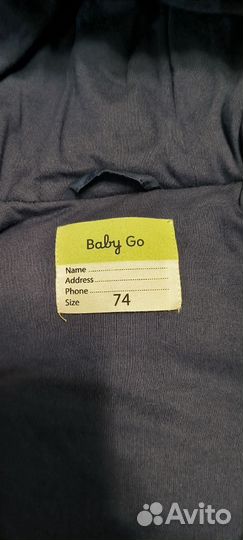 Baby Go
Name ........................
Address ........................
Phone ........................
Size 74
Avito